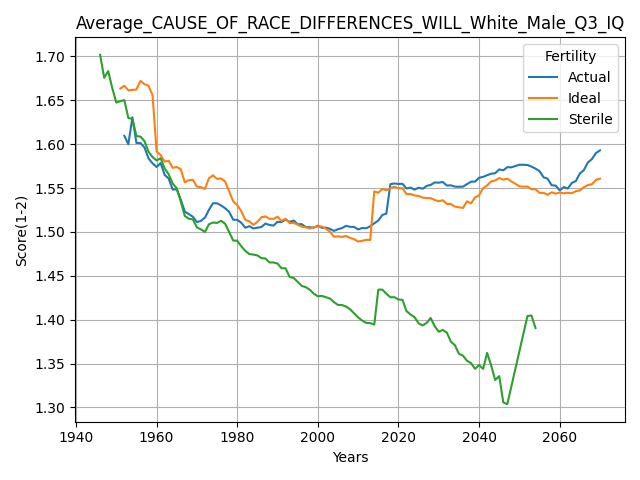 Average_CAUSE_OF_RACE_DIFFERENCES_WILL_White_Male_Q3_IQ
Fertility
Actual
Ideal
Sterile
1.70
1.65
1.60
1.55
1.50
1.45
1.40
1.35
1.30
Score(1-2)
1940
1960
1980
2000
2020
2040
2060
Years